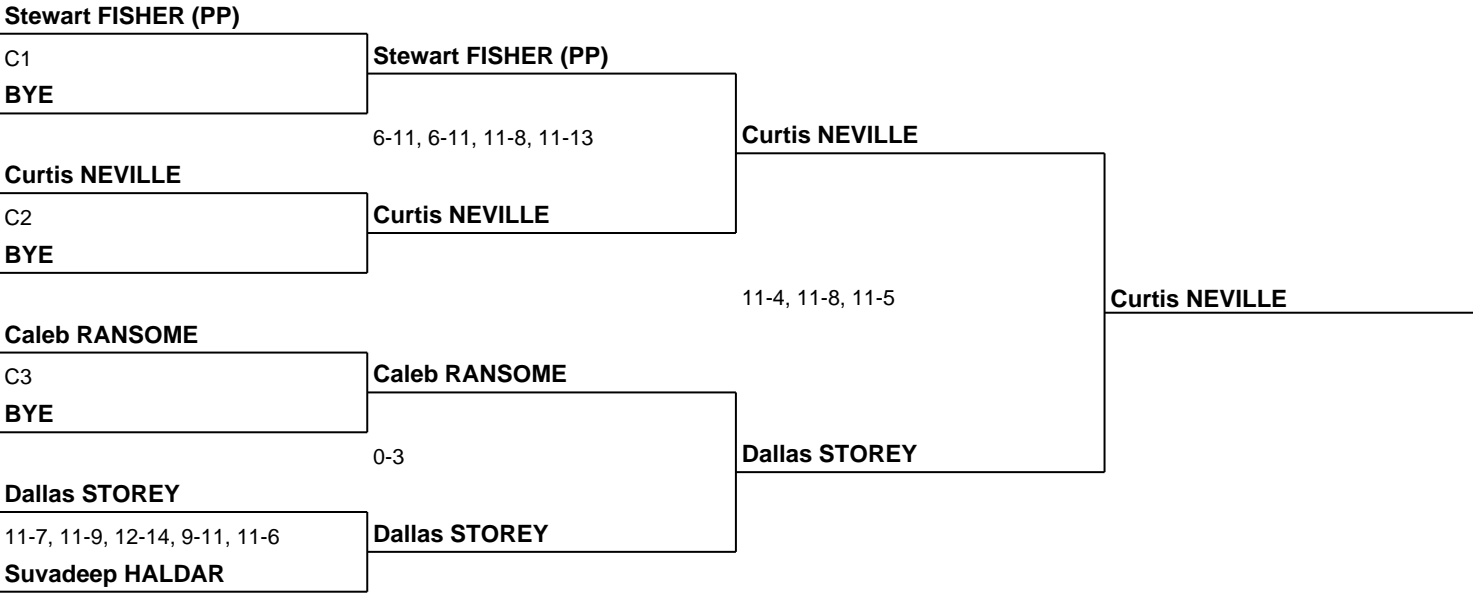 Stewart FISHER (PP)
C1
BYE
Stewart FISHER (PP)
6-11, 6-11, 11-8, 11-13
Curtis NEVILLE
C2
BYE
Curtis NEVILLE
Curtis NEVILLE
11-4, 11-8, 11-5
Curtis NEVILLE
Caleb RANSOME
C3
BYE
Caleb RANSOME
0-3
Dallas STOREY
11-7, 11-9, 12-14, 9-11, 11-6
Suvadeep HALDAR
Dallas STOREY
Dallas STOREY